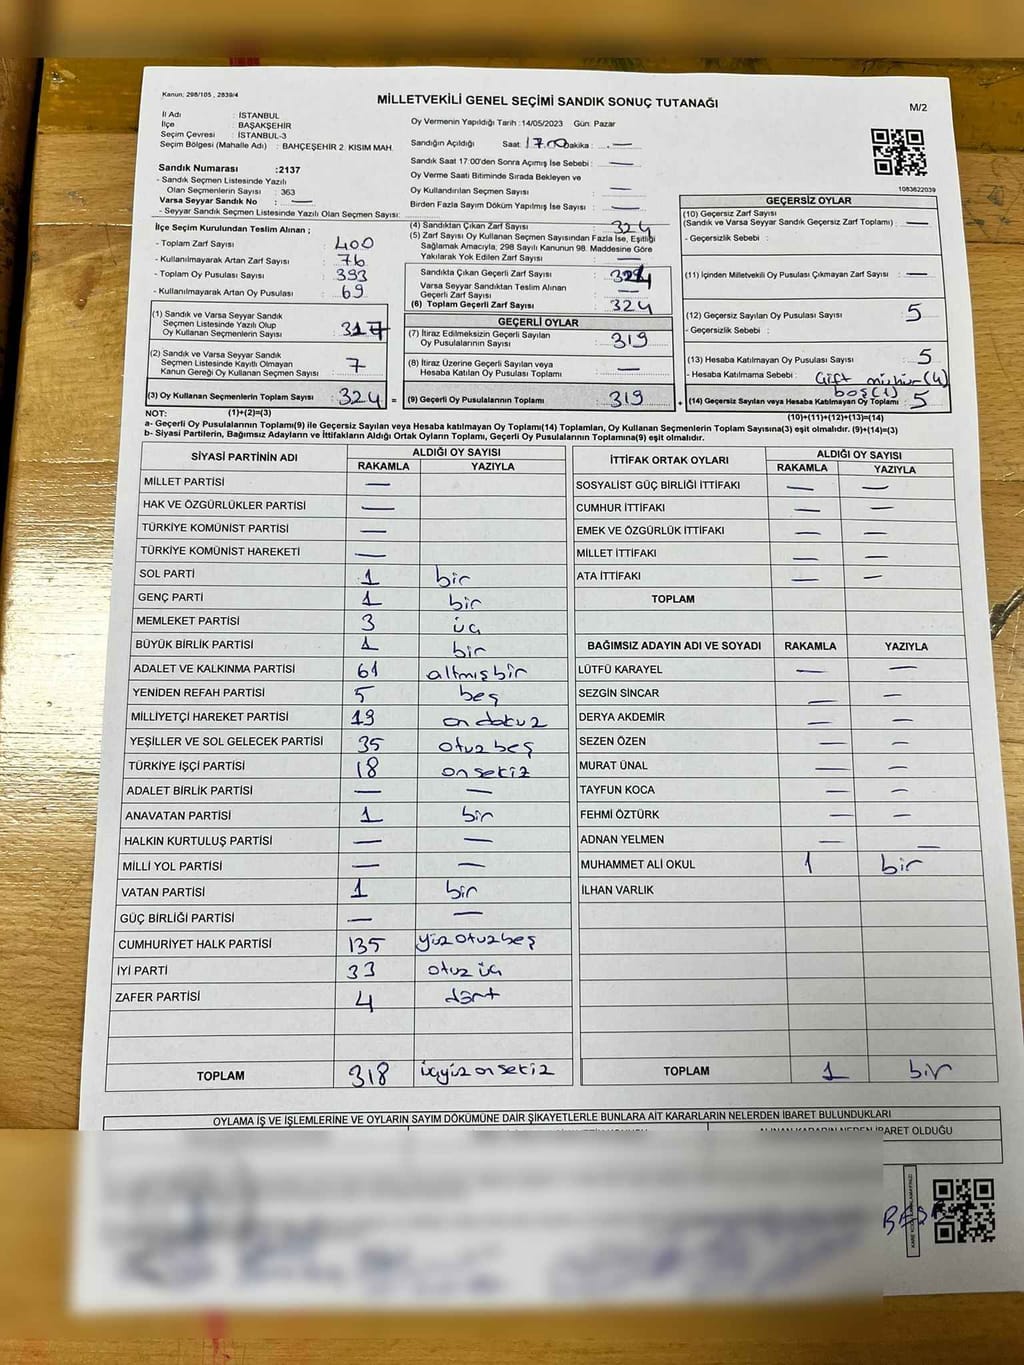 Kanun; 298/105 , 2839/4
MİLLETVEKİLİ GENEL SEÇİMİ SANDIK SONUÇ TUTANAĞI
M/2
İl Adı : İSTANBUL
İlçe : BAŞAKŞEHİR
Seçim Çevresi : İSTANBUL-3
Seçim Bölgesi (Mahalle Adı) : BAHÇEŞEHİR 2. KISIM MAH.
Sandık Numarası :2137
- Sandık Seçmen Listesinde Yazılı
Olan Seçmenlerin Sayısı : 363
Varsa Seyyar Sandık No : —
- Seyyar Sandık Seçmen Listesinde Yazılı Olan Seçmen Sayısı:
Oy Vermenin Yapıldığı Tarih :14/05/2023 Gün: Pazar
Sandığın Açıldığı Saat: 17.00 Dakika : —
Sandık Saat 17:00'den Sonra Açımış İse Sebebi : —
Oy Verme Saati Bitiminde Sırada Bekleyen ve
Oy Kullandırılan Seçmen Sayısı : —
Birden Fazla Sayım Döküm Yapılmış İse Sayısı : —
1083622039
İlçe Seçim Kurulundan Teslim Alınan ;
- Toplam Zarf Sayısı : 400
- Kullanılmayarak Artan Zarf Sayısı : 76
- Toplam Oy Pusulası Sayısı : 393
- Kullanılmayarak Artan Oy Pusulası : 69
(1) Sandık ve Varsa Seyyar Sandık
Seçmen Listesinde Yazılı Olup
Oy Kullanan Seçmenlerin Sayısı : 317
(2) Sandık ve Varsa Seyyar Sandık
Seçmen Listesinde Kayıtlı Olmayan
Kanun Gereği Oy Kullanan Seçmen Sayısı : 7
(3) Oy Kullanan Seçmenlerin Toplam Sayısı : 324 =
(4) Sandıktan Çıkan Zarf Sayısı : 324
(5) Zarf Sayısı Oy Kullanan Seçmen Sayısından Fazla İse, Eşitliği
Sağlamak Amacıyla, 298 Sayılı Kanunun 98. Maddesine Göre
Yakılarak Yok Edilen Zarf Sayısı : —
Sandıkta Çıkan Geçerli Zarf Sayısı : 324
Varsa Seyyar Sandıktan Teslim Alınan
Geçerli Zarf Sayısı : —
(6) Toplam Geçerli Zarf Sayısı : 324
GEÇERLİ OYLAR
(7) İtiraz Edilmeksizin Geçerli Sayılan
Oy Pusulalarının Sayısı : 319
(8) İtiraz Üzerine Geçerli Sayılan veya
Hesaba Katılan Oy Pusulası Toplamı : —
(9) Geçerli Oy Pusulalarının Toplamı : 319 +
GEÇERSİZ OYLAR
(10) Geçersiz Zarf Sayısı
(Sandık ve Varsa Seyyar Sandık Geçersiz Zarf Toplamı) : —
- Geçersizlik Sebebi :
(11) İçinden Milletvekili Oy Pusulası Çıkmayan Zarf Sayısı : —
(12) Geçersiz Sayılan Oy Pusulası Sayısı : 5
- Geçersizlik Sebebi :
(13) Hesaba Katılmayan Oy Pusulası Sayısı : 5
- Hesaba Katılmama Sebebi : Çift mühür (4)
boş (1)
(14) Geçersiz Sayılan veya Hesaba Katılmayan Oy Toplamı : 5
NOT: (1)+(2)=(3)
(10)+(11)+(12)+(13)=(14)
a- Geçerli Oy Pusulalarının Toplamı(9) ile Geçersiz Sayılan veya Hesaba katılmayan Oy Toplamı(14) Toplamları, Oy Kullanan Seçmenlerin Toplam Sayısına(3) eşit olmalıdır. (9)+(14)=(3)
b- Siyasi Partilerin, Bağımsız Adayların ve İttifakların Aldığı Ortak Oyların Toplamı, Geçerli Oy Pusulalarının Toplamına(9) eşit olmalıdır.
SİYASİ PARTİNİN ADI ALDIĞI OY SAYISI
RAKAMLA YAZIYLA
MİLLET PARTİSİ —
HAK VE ÖZGÜRLÜKLER PARTİSİ —
TÜRKİYE KOMÜNİST PARTİSİ —
TÜRKİYE KOMÜNİST HAREKETİ —
SOL PARTİ 1 bir
GENÇ PARTİ 1 bir
MEMLEKET PARTİSİ 3 üç
BÜYÜK BİRLİK PARTİSİ 1 bir
ADALET VE KALKINMA PARTİSİ 61 altmış bir
YENİDEN REFAH PARTİSİ 5 beş
MİLLİYETÇİ HAREKET PARTİSİ 19 on dokuz
YEŞİLLER VE SOL GELECEK PARTİSİ 35 otuz beş
TÜRKİYE İŞÇİ PARTİSİ 18 on sekiz
ADALET BİRLİK PARTİSİ — —
ANAVATAN PARTİSİ 1 bir
HALKIN KURTULUŞ PARTİSİ — —
MİLLİ YOL PARTİSİ — —
VATAN PARTİSİ 1 bir
GÜÇ BİRLİĞİ PARTİSİ — —
CUMHURİYET HALK PARTİSİ 135 yüz otuz beş
İYİ PARTİ 33 otuz üç
ZAFER PARTİSİ 4 dört
TOPLAM 318 üçyüz on sekiz
İTTİFAK ORTAK OYLARI ALDIĞI OY SAYISI
RAKAMLA YAZIYLA
SOSYALİST GÜÇ BİRLİĞİ İTTİFAKI — —
CUMHUR İTTİFAKI — —
EMEK VE ÖZGÜRLÜK İTTİFAKI — —
MİLLET İTTİFAKI — —
ATA İTTİFAKI — —
TOPLAM
BAĞIMSIZ ADAYIN ADI VE SOYADI RAKAMLA YAZIYLA
LÜTFÜ KARAYEL — —
SEZGİN SİNCAR — —
DERYA AKDEMİR — —
SEZEN ÖZEN — —
MURAT ÜNAL — —
TAYFUN KOCA — —
FEHMİ ÖZTÜRK — —
ADNAN YELMEN — —
MUHAMMET ALİ OKUL 1 bir
İLHAN VARLIK
TOPLAM 1 bir
OYLAMA İŞ VE İŞLEMLERİNE VE OYLARIN SAYIM DÖKÜMÜNE DAİR ŞİKAYETLERLE BUNLARA AİT KARARLARIN NELERDEN İBARET BULUNDUKLARI
ALINAN KARARIN NEDEN İBARET OLDUĞU